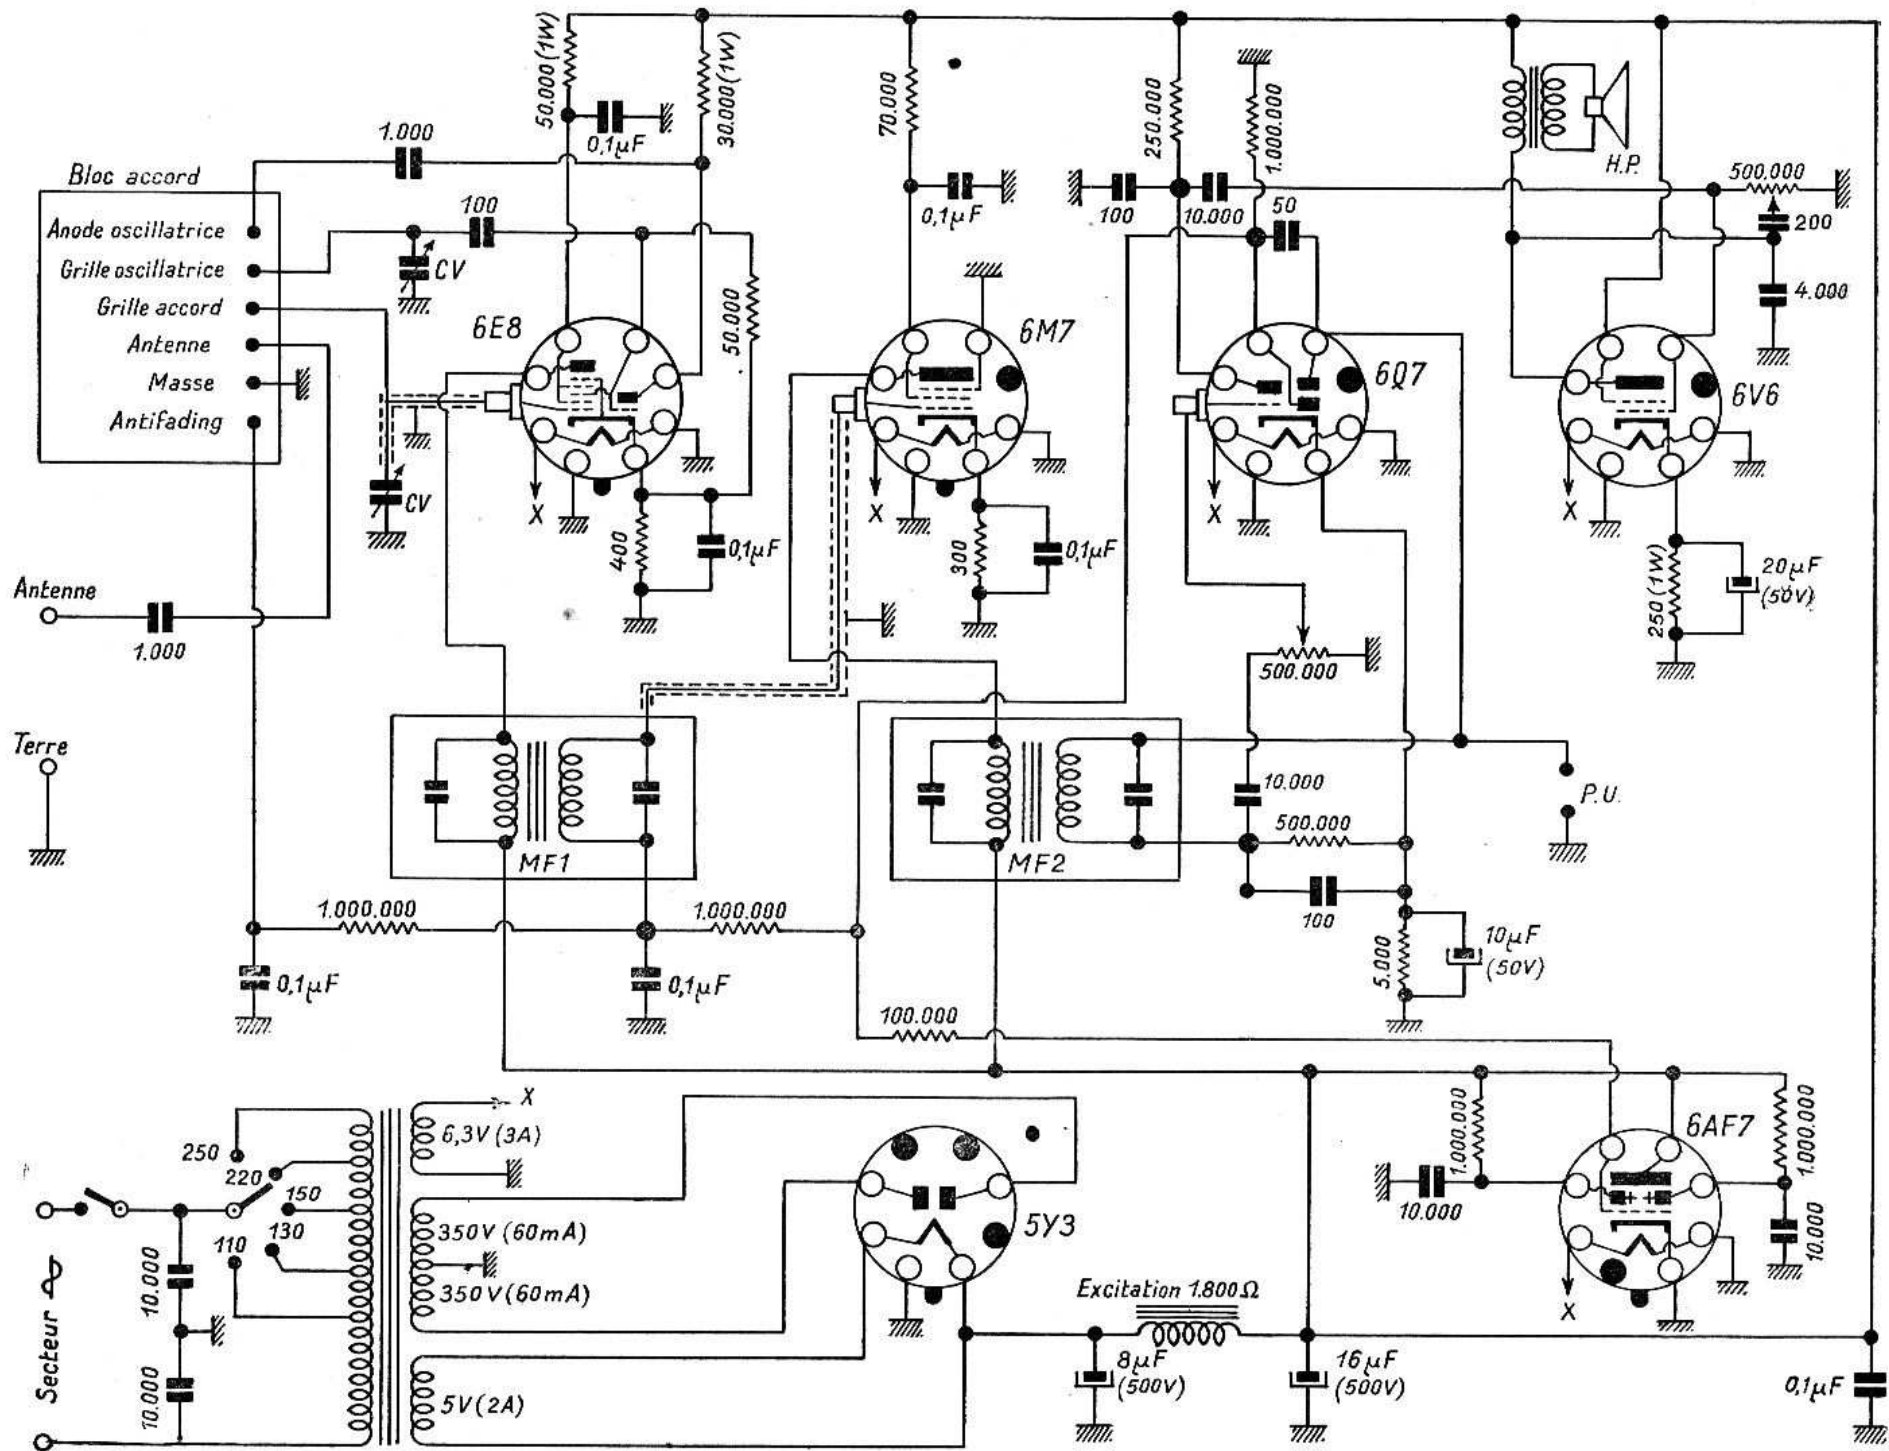 50.000 (1W)
30.000 (1W)
0,1µF
1.000
Bloc accord
Anode oscillatrice
Grille oscillatrice
Grille accord
Antenne
Masse
Antifading
100
CV
CV
6E8
50.000
X
400
0,1µF
Antenne
1.000
Terre
70.000
0,1µF
6M7
X
300
0,1µF
250.000
1.000.000
100
10.000
50
6Q7
X
500.000
H.P.
500.000
200
4.000
6V6
X
250 (1W)
20µF
(50V)
MF1
MF2
10.000
500.000
100
P.U.
5.000
10µF
(50V)
1.000.000
1.000.000
0,1µF
0,1µF
100.000
X
6,3V (3A)
250
220
150
130
110
350V (60mA)
350V (60mA)
5V (2A)
Secteur
10.000
10.000
5Y3
Excitation 1.800Ω
8µF
(500V)
16µF
(500V)
1.000.000
10.000
6AF7
1.000.000
10.000
X
0,1µF